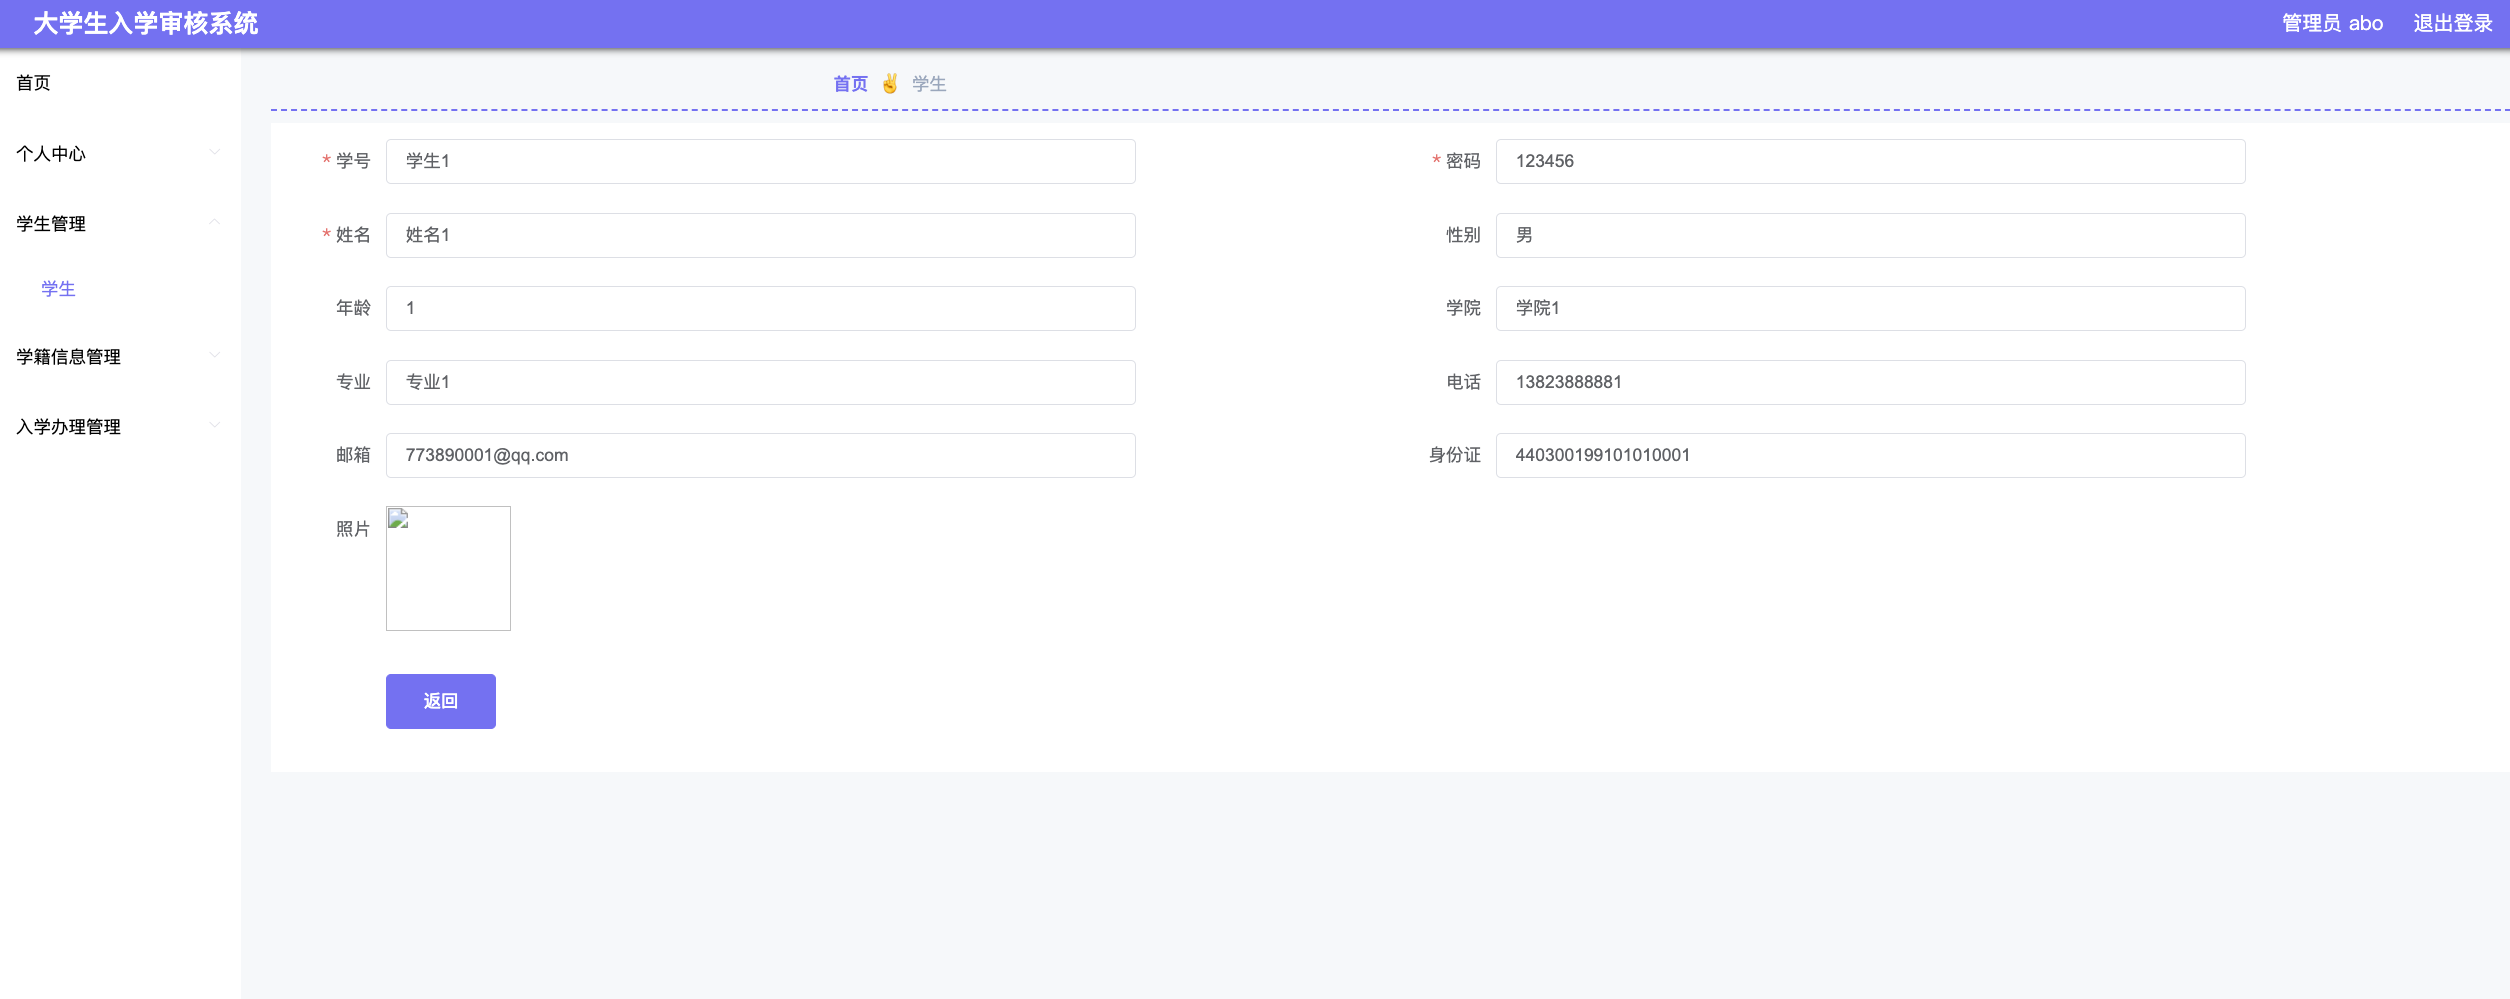 大学生入学审核系统
管理员 abo 退出登录
首页
个人中心
学生管理
学生
学籍信息管理
入学办理管理
首页 ✌ 学生
* 学号 学生1
* 密码 123456
* 姓名 姓名1
性别 男
年龄 1
学院 学院1
专业 专业1
电话 13823888881
邮箱 773890001@qq.com
身份证 440300199101010001
照片
返回